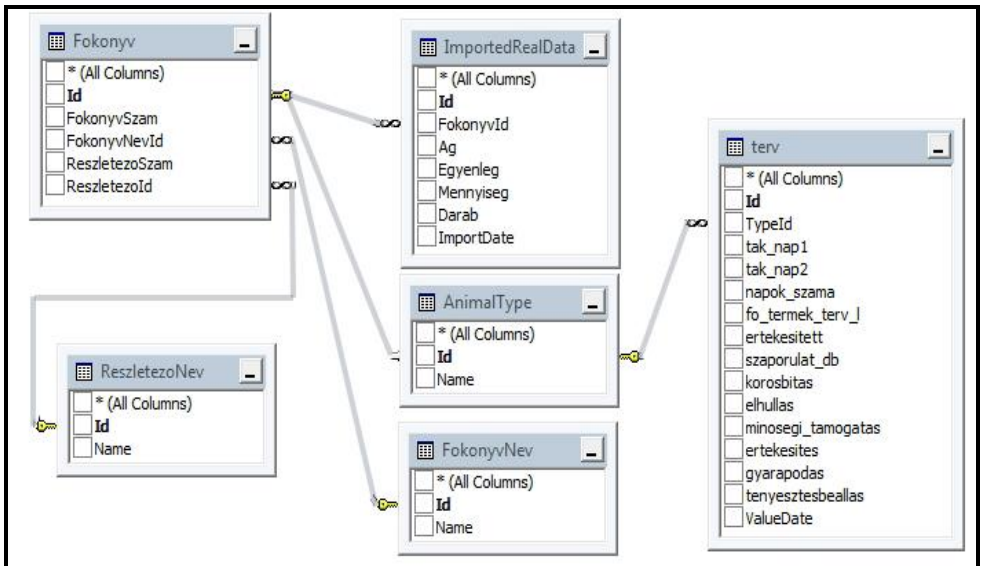 Fokonyv
* (All Columns)
Id
FokonyvSzam
FokonyvNevId
ReszletezoSzam
ReszletezoId
ImportedRealData
* (All Columns)
Id
FokonyvId
Ag
Egyenleg
Mennyiseg
Darab
ImportDate
terv
* (All Columns)
Id
TypeId
tak_nap1
tak_nap2
napok_szama
fo_termek_terv_l
ertekesitett
szaporulat_db
korosbitas
elhullas
minosegi_tamogatas
ertekesites
gyarapodas
tenyesztesbeallas
ValueDate
AnimalType
* (All Columns)
Id
Name
ReszletezoNev
* (All Columns)
Id
Name
FokonyvNev
* (All Columns)
Id
Name